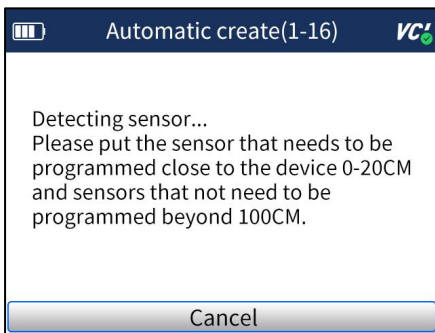 Automatic create(1-16)
VCI
Detecting sensor...
Please put the sensor that needs to be
programmed close to the device 0-20CM
and sensors that not need to be
programmed beyond 100CM.
Cancel